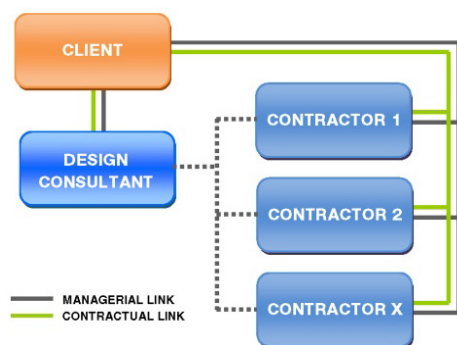 CLIENT
DESIGN
CONSULTANT
CONTRACTOR 1
CONTRACTOR 2
CONTRACTOR X
MANAGERIAL LINK
CONTRACTUAL LINK